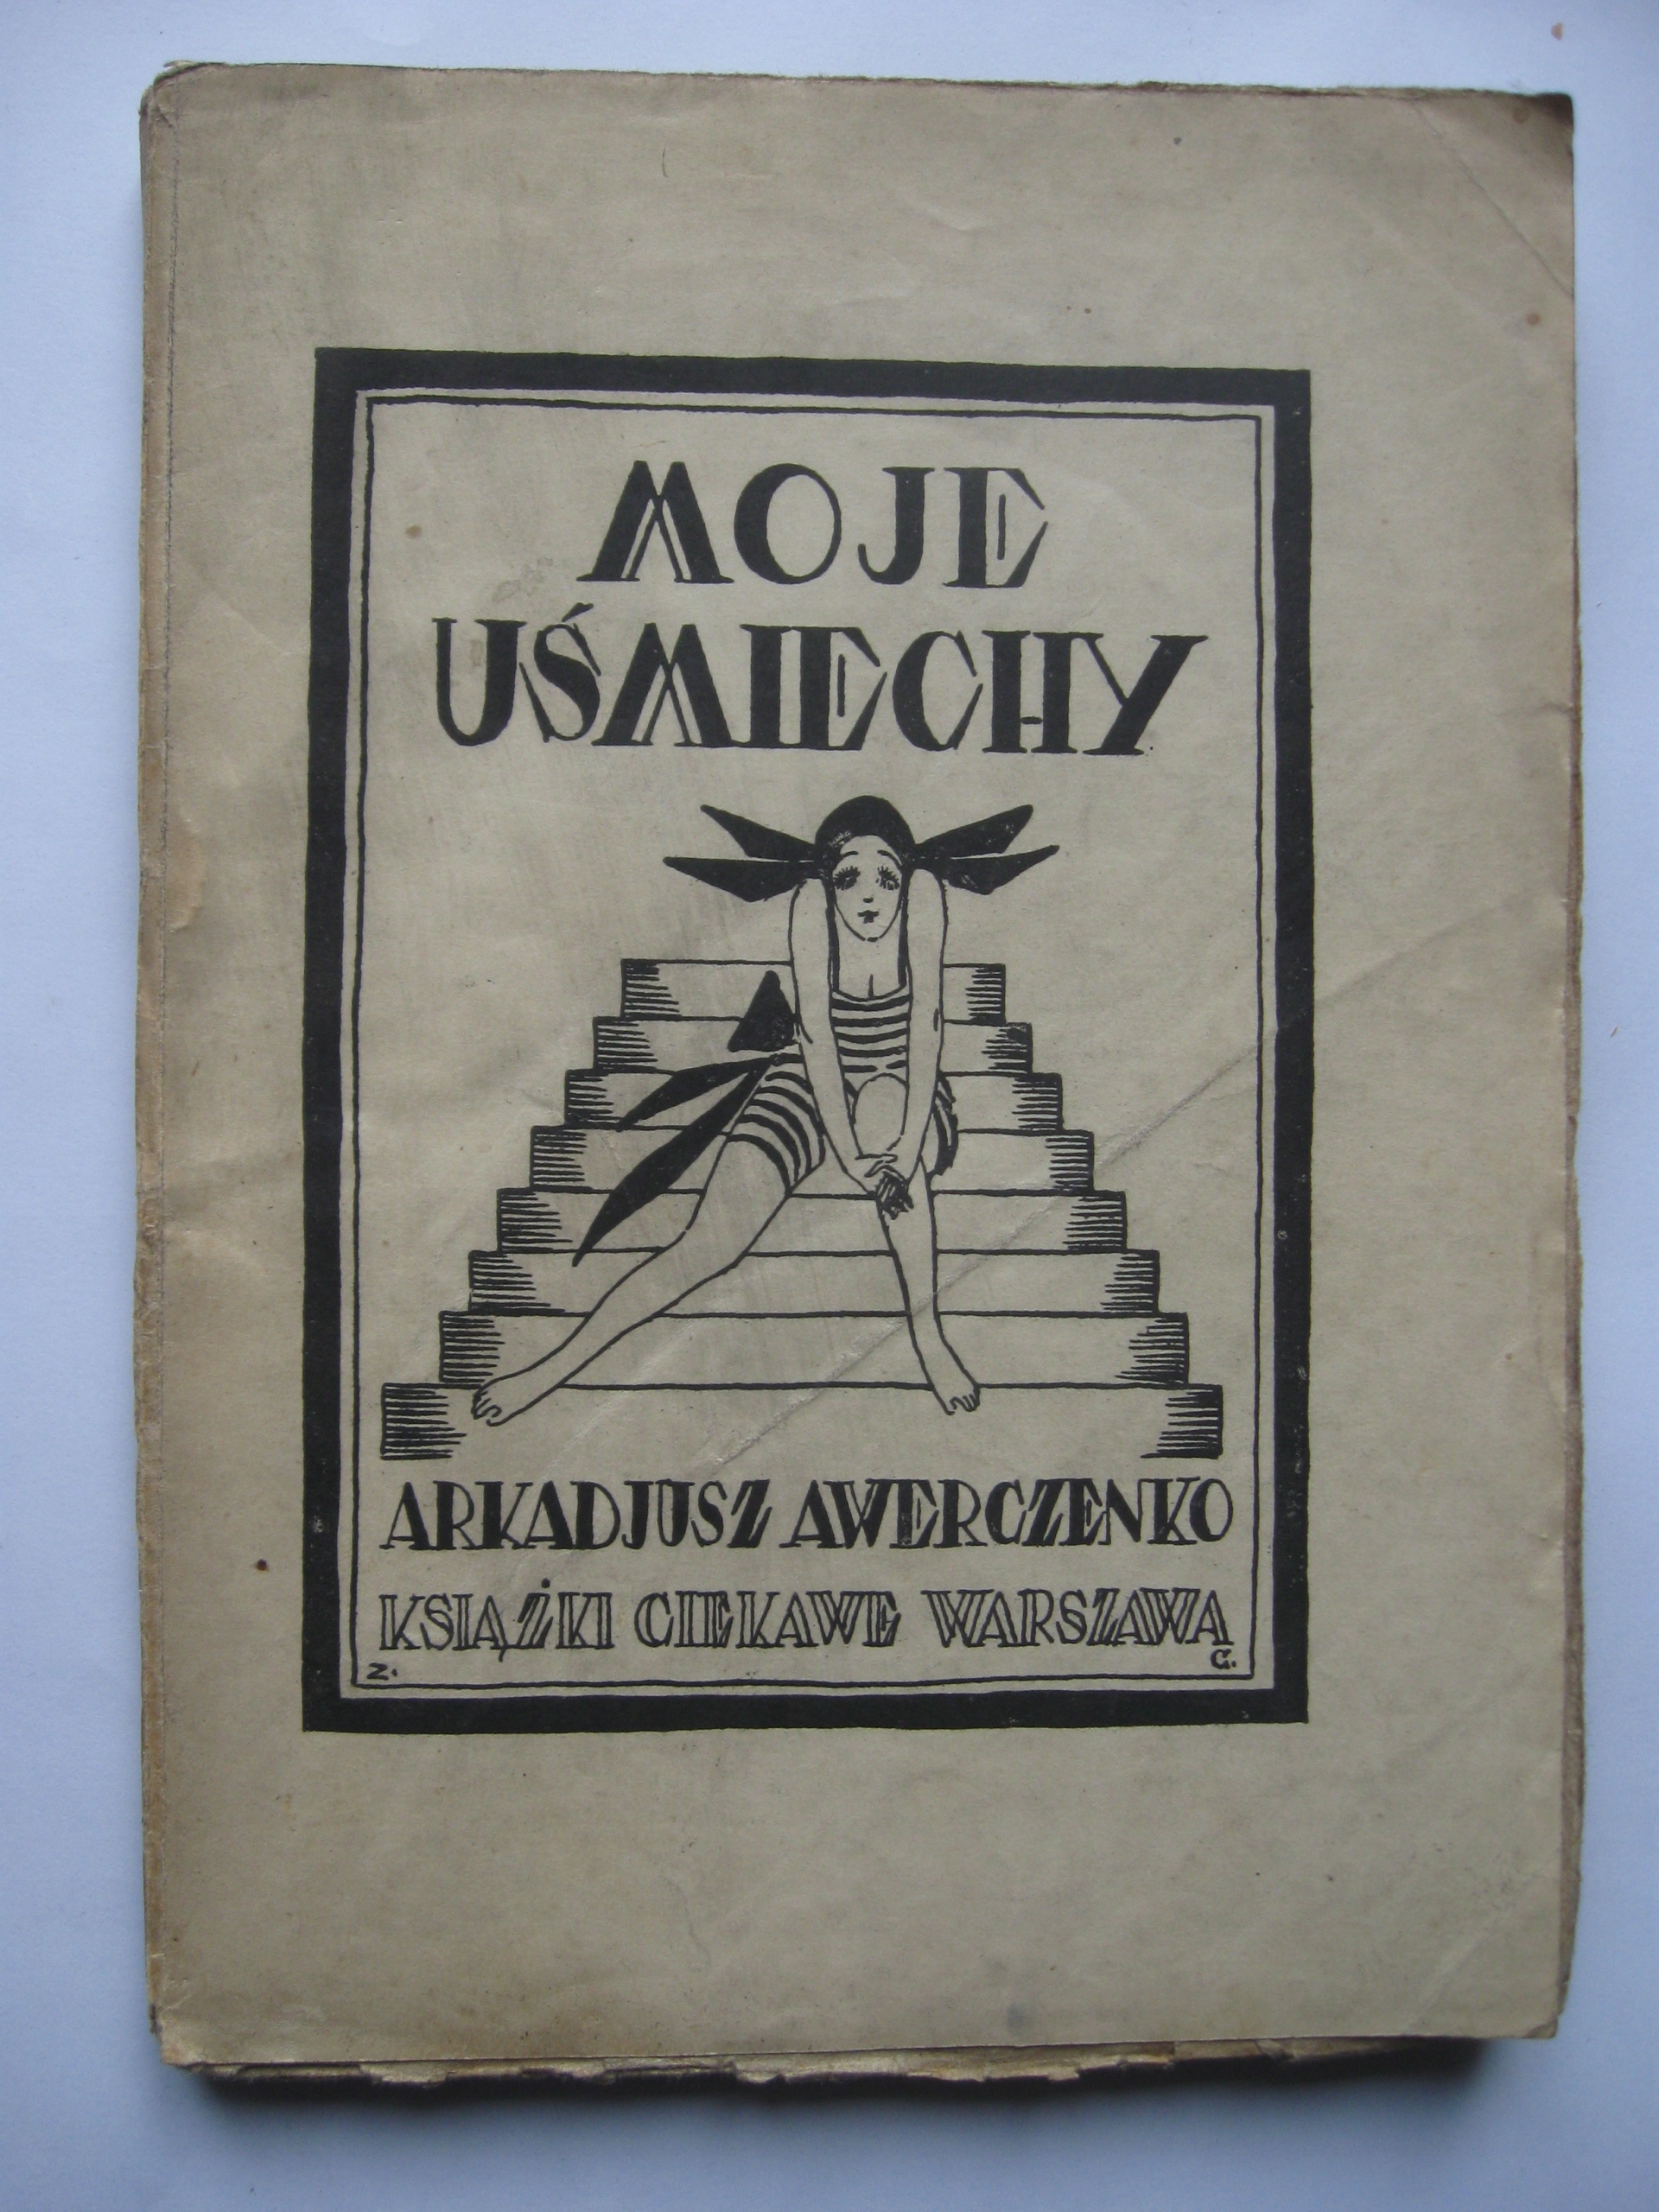 MOJE
UŚMIECHY
ARKADJUSZ AWERCZENKO
KSIĄŻKI CIEKAWE WARSZAWA
Z. G.